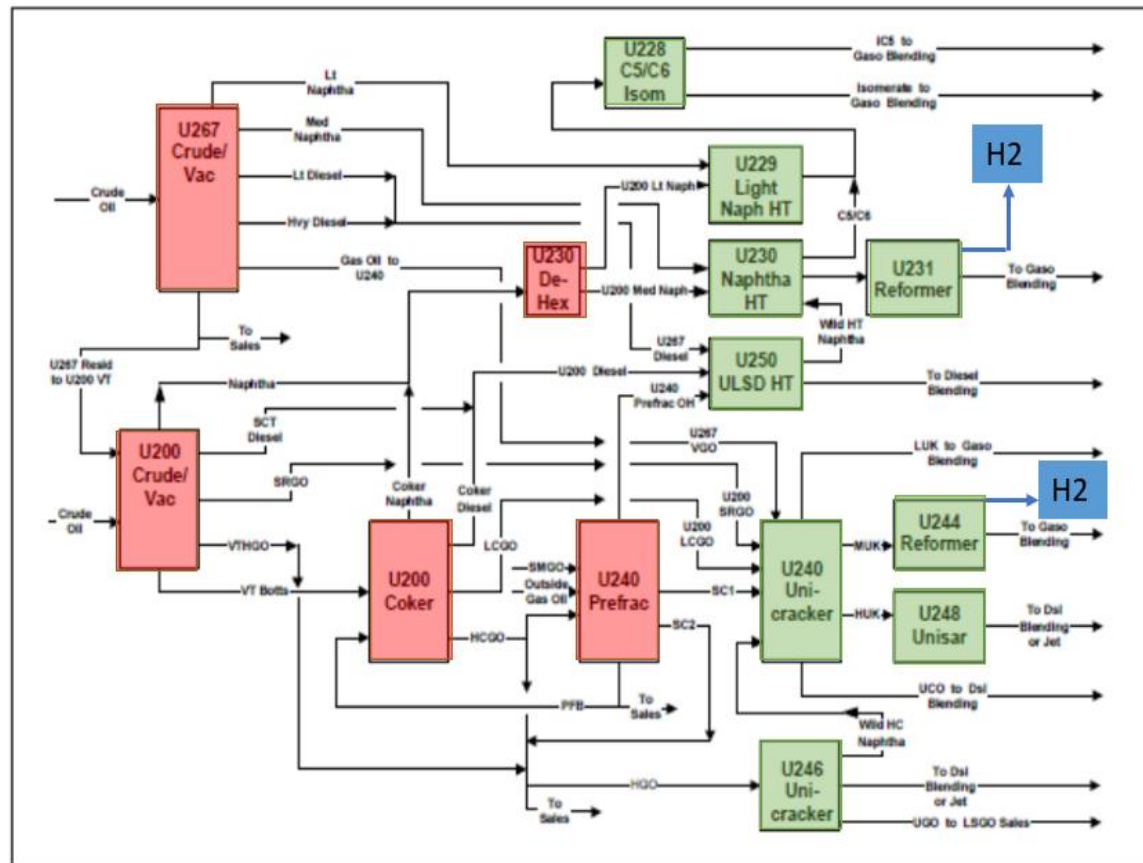 U228
C5/C6
Isom
IC5 to
Gaso Blending
Isomerate to
Gaso Blending
Lt
Naphtha
U267
Crude/
Vac
Med
Naphtha
Lt Diesel
Hvy Diesel
Crude
Oil
Gas Oil to
U240
U229
Light
Naph HT
U200 Lt Naph
C5/C6
H2
U230
De-
Hex
U200 Med Naph
U230
Naphtha
HT
U231
Reformer
To Gaso
Blending
Wild HT
Naphtha
To
Sales
U267 Resid
to U200 VT
Naphtha
U267
Diesel
U200 Diesel
U240
Prefrac OH
U250
ULSD HT
To Diesel
Blending
SCT
Diesel
U200
Crude/
Vac
SRGO
Crude
Oil
VTHGO
VT Botts
Coker
Naphtha
Coker
Diesel
LCGO
U200
Coker
HCGO
SMGO
Outside
Gas Oil
U240
Prefrac
SC1
SC2
PFB
To
Sales
U267
VGO
U200
SRGO
U200
LCGO
U240
Uni-
cracker
LUK to Gaso
Blending
MUK
U244
Reformer
H2
To Gaso
Blending
HUK
U248
Unisar
To Dsl
Blending
or Jet
UCO to Dsl
Blending
Wild HC
Naphtha
HGO
To
Sales
U246
Uni-
cracker
To Dsl
Blending
or Jet
UGO to LSGO Sales